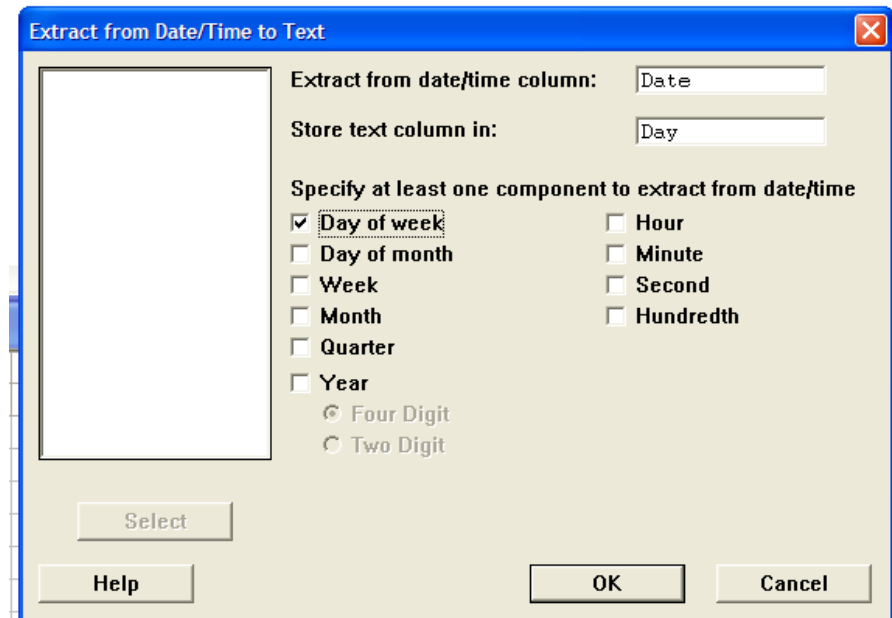 Extract from Date/Time to Text
Extract from date/time column: Date
Store text column in: Day
Specify at least one component to extract from date/time
Day of week Hour
Day of month Minute
Week Second
Month Hundredth
Quarter
Year
Four Digit
Two Digit
Select
Help OK Cancel